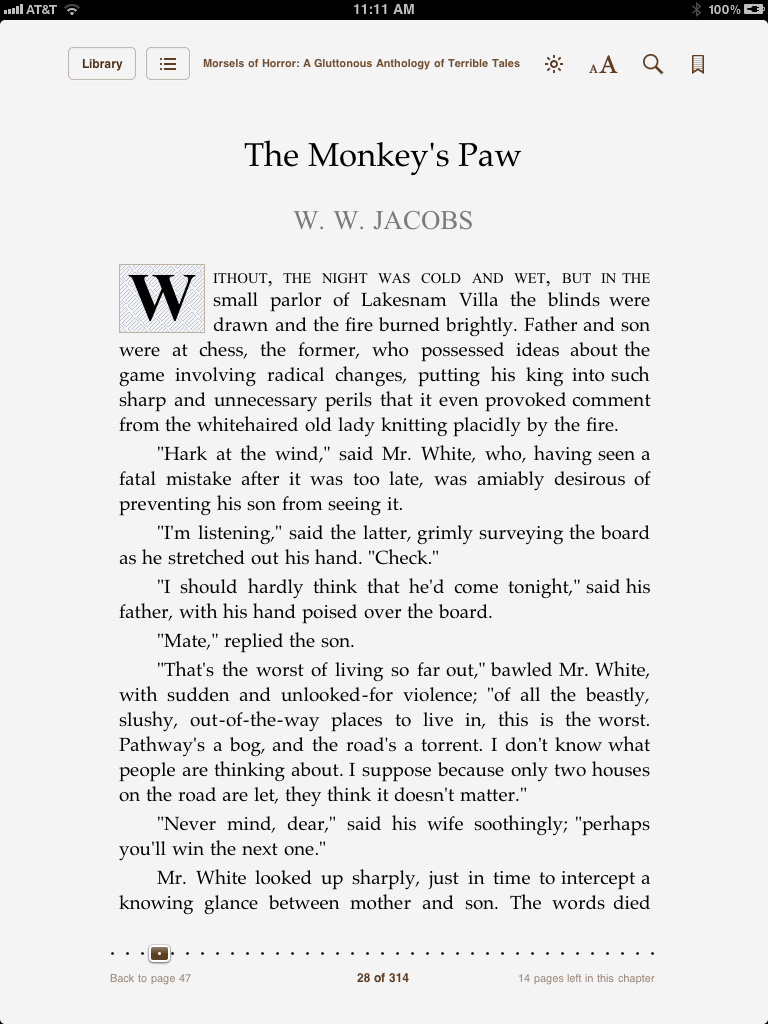 AT&T 11:11 AM 100%
Library Morsels of Horror: A Gluttonous Anthology of Terrible Tales AA
The Monkey's Paw
W. W. JACOBS
WITHOUT, THE NIGHT WAS COLD AND WET, BUT IN THE
small parlor of Lakesnam Villa the blinds were
drawn and the fire burned brightly. Father and son
were at chess, the former, who possessed ideas about the
game involving radical changes, putting his king into such
sharp and unnecessary perils that it even provoked comment
from the whitehaired old lady knitting placidly by the fire.
"Hark at the wind," said Mr. White, who, having seen a
fatal mistake after it was too late, was amiably desirous of
preventing his son from seeing it.
"I'm listening," said the latter, grimly surveying the board
as he stretched out his hand. "Check."
"I should hardly think that he'd come tonight," said his
father, with his hand poised over the board.
"Mate," replied the son.
"That's the worst of living so far out," bawled Mr. White,
with sudden and unlooked-for violence; "of all the beastly,
slushy, out-of-the-way places to live in, this is the worst.
Pathway's a bog, and the road's a torrent. I don't know what
people are thinking about. I suppose because only two houses
on the road are let, they think it doesn't matter."
"Never mind, dear," said his wife soothingly; "perhaps
you'll win the next one."
Mr. White looked up sharply, just in time to intercept a
knowing glance between mother and son. The words died
Back to page 47 28 of 314 14 pages left in this chapter